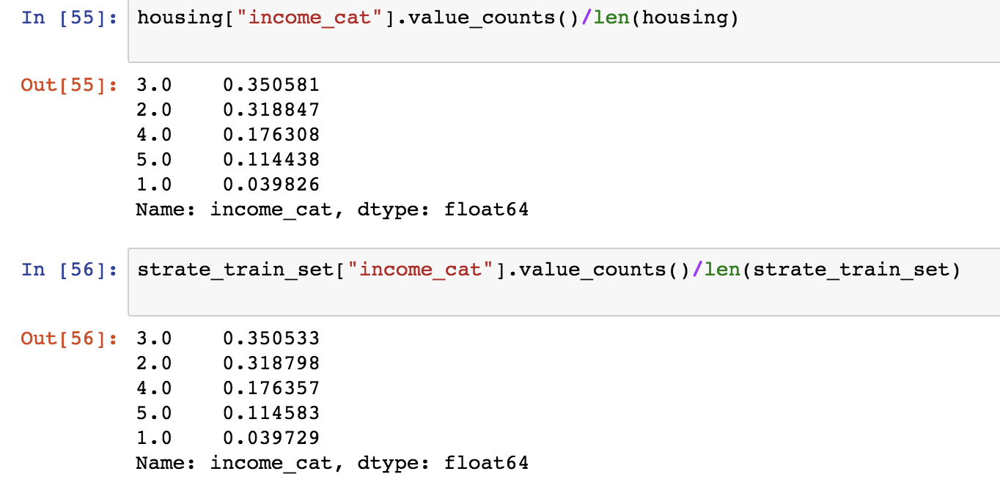 In [55]: housing["income_cat"].value_counts()/len(housing)
Out[55]: 3.0    0.350581
2.0    0.318847
4.0    0.176308
5.0    0.114438
1.0    0.039826
Name: income_cat, dtype: float64
In [56]: strate_train_set["income_cat"].value_counts()/len(strate_train_set)
Out[56]: 3.0    0.350533
2.0    0.318798
4.0    0.176357
5.0    0.114583
1.0    0.039729
Name: income_cat, dtype: float64